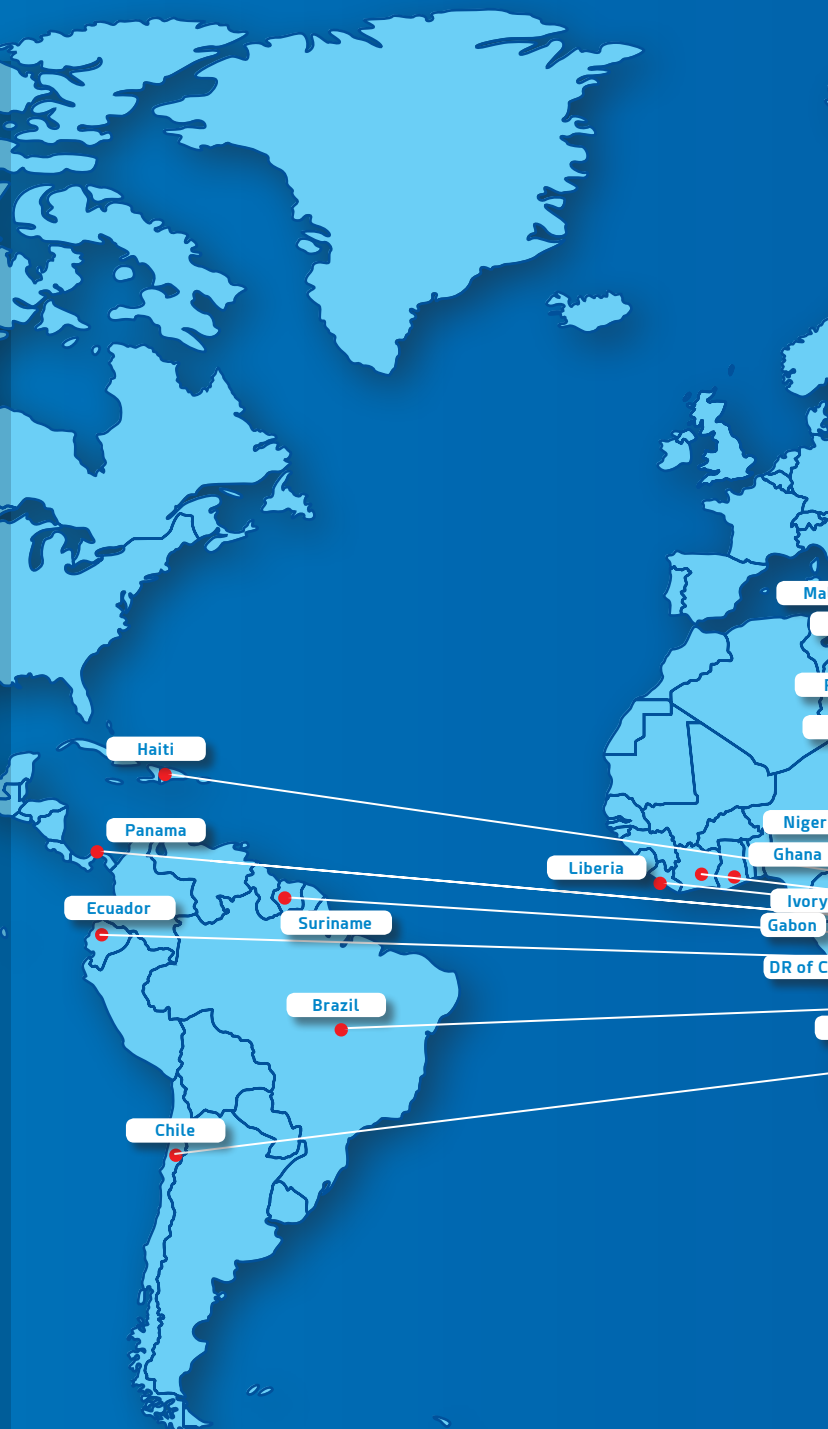 Ma
Haiti
Niger
Panama
Ghana
Liberia
Ivory
Ecuador
Suriname
Gabon
DR of C
Brazil
Chile